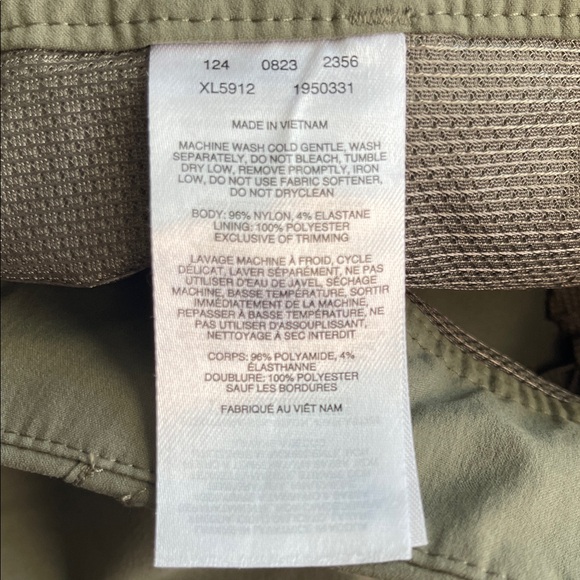 124 0823 2356
XL5912 1950331
MADE IN VIETNAM
MACHINE WASH COLD GENTLE, WASH
SEPARATELY, DO NOT BLEACH, TUMBLE
DRY LOW, REMOVE PROMPTLY, IRON
LOW, DO NOT USE FABRIC SOFTENER,
DO NOT DRYCLEAN
BODY: 96% NYLON, 4% ELASTANE
LINING: 100% POLYESTER
EXCLUSIVE OF TRIMMING
LAVAGE MACHINE À FROID, CYCLE
DÉLICAT, LAVER SÉPARÉMENT, NE PAS
UTILISER D'EAU DE JAVEL, SÉCHAGE
MACHINE, BASSE TEMPÉRATURE, SORTIR
IMMÉDIATEMENT DE LA MACHINE,
REPASSER À BASSE TEMPÉRATURE, NE
PAS UTILISER D'ASSOUPLISSANT,
NETTOYAGE À SEC INTERDIT
CORPS: 96% POLYAMIDE, 4%
ÉLASTHANNE
DOUBLURE: 100% POLYESTER
SAUF LES BORDURES
FABRIQUÉ AU VIÊT NAM